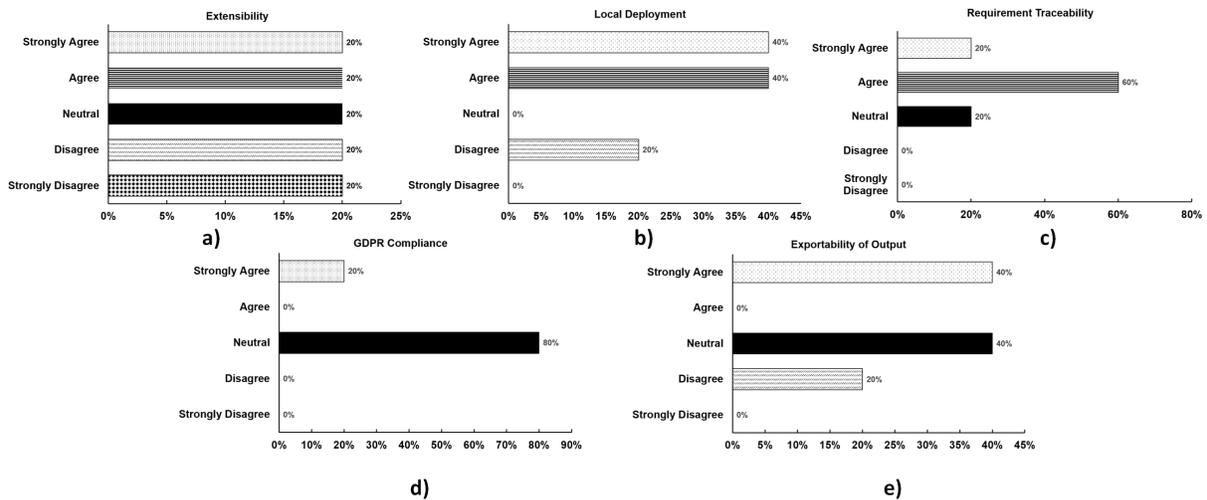 Extensibility
Strongly Agree 20%
Agree 20%
Neutral 20%
Disagree 20%
Strongly Disagree 20%
0% 5% 10% 15% 20% 25%
a)
Local Deployment
Strongly Agree 40%
Agree 40%
Neutral 0%
Disagree 20%
Strongly Disagree 0%
0% 5% 10% 15% 20% 25% 30% 35% 40% 45%
b)
Requirement Traceability
Strongly Agree 20%
Agree 60%
Neutral 20%
Disagree 0%
Strongly
Disagree 0%
0% 20% 40% 60% 80%
c)
GDPR Compliance
Strongly Agree 20%
Agree 0%
Neutral 80%
Disagree 0%
Strongly Disagree 0%
0% 10% 20% 30% 40% 50% 60% 70% 80% 90%
d)
Exportability of Output
Strongly Agree 40%
Agree 0%
Neutral 40%
Disagree 20%
Strongly Disagree 0%
0% 5% 10% 15% 20% 25% 30% 35% 40% 45%
e)